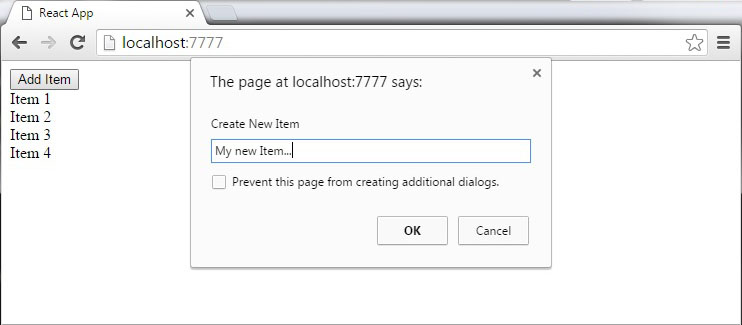 React App
localhost:7777
Add Item
Item 1
Item 2
Item 3
Item 4
The page at localhost:7777 says:
Create New Item
My new Item...
Prevent this page from creating additional dialogs.
OK Cancel